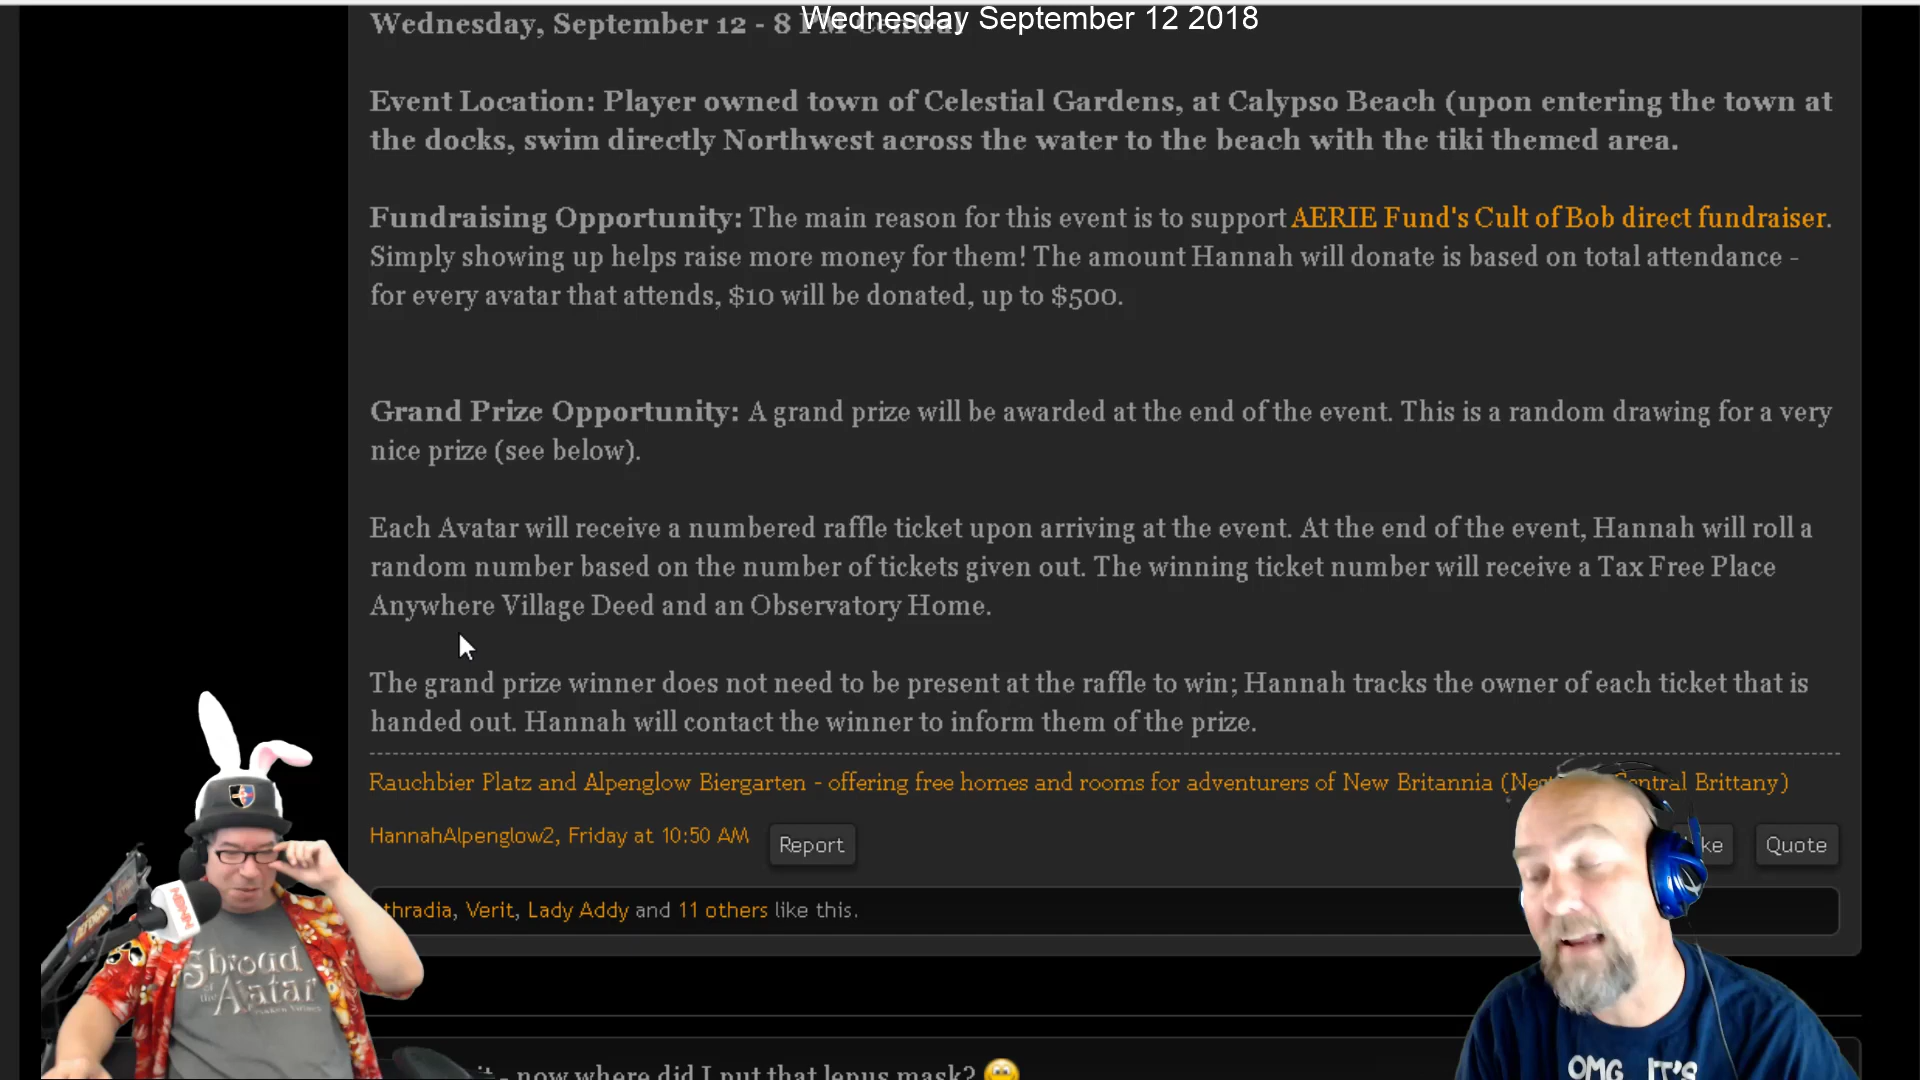 Wednesday September 12 2018
Wednesday, September 12 - 8 PM Central
Event Location: Player owned town of Celestial Gardens, at Calypso Beach (upon entering the town at
the docks, swim directly Northwest across the water to the beach with the tiki themed area.
Fundraising Opportunity: The main reason for this event is to support AERIE Fund's Cult of Bob direct fundraiser.
Simply showing up helps raise more money for them! The amount Hannah will donate is based on total attendance -
for every avatar that attends, $10 will be donated, up to $500.
Grand Prize Opportunity: A grand prize will be awarded at the end of the event. This is a random drawing for a very
nice prize (see below).
Each Avatar will receive a numbered raffle ticket upon arriving at the event. At the end of the event, Hannah will roll a
random number based on the number of tickets given out. The winning ticket number will receive a Tax Free Place
Anywhere Village Deed and an Observatory Home.
The grand prize winner does not need to be present at the raffle to win; Hannah tracks the owner of each ticket that is
handed out. Hannah will contact the winner to inform them of the prize.
Rauchbier Platz and Alpenglow Biergarten - offering free homes and rooms for adventurers of New Britannia ( Brittany)
HannahAlpenglow2, Friday at 10:50 AM Report Quote
Verit, Lady Addy and 11 others like this.
- now where did I put that lepus mask?
Shroud
of the
Avatar
OMG IT'S